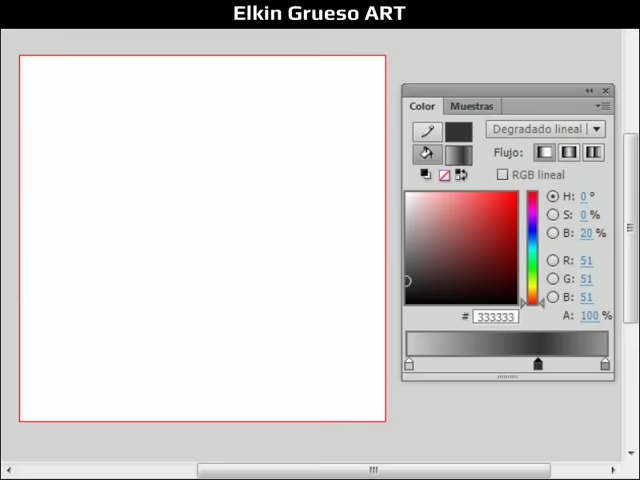 Elkin Grueso ART
Color Muestras
Degradado lineal
Flujo:
RGB lineal
H: 0 °
S: 0 %
B: 20 %
R: 51
G: 51
B: 51
# 333333 A: 100 %